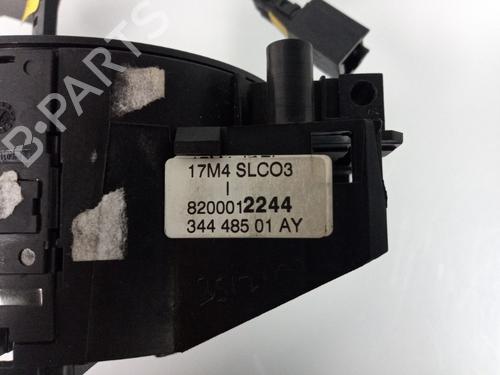 B-PARTS
17M4 SLCO3
I
8200012244
344 485 01 AY